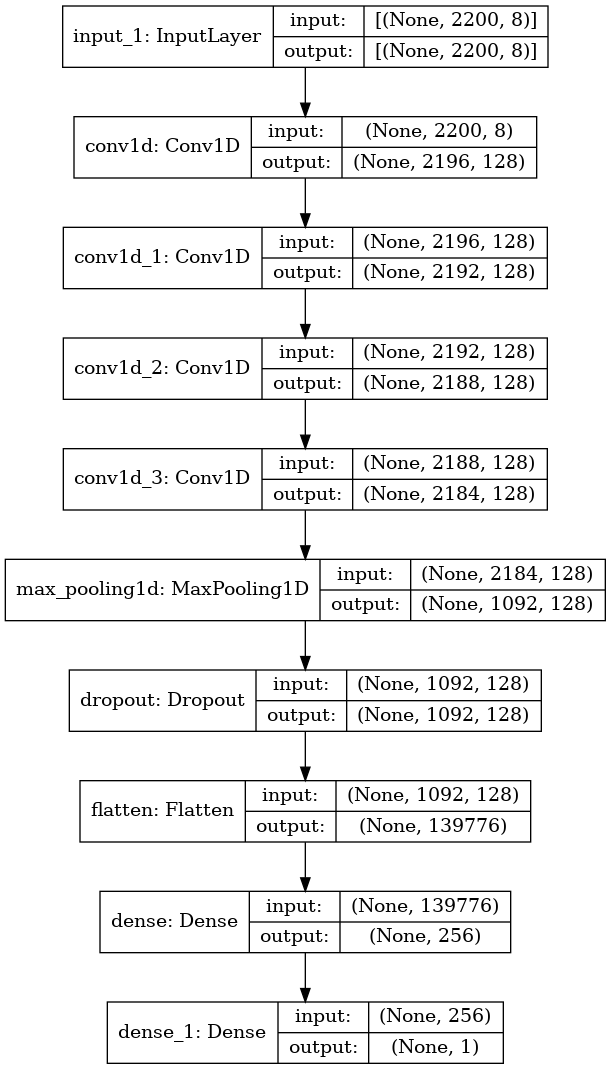 input_1: InputLayer
input: [(None, 2200, 8)]
output: [(None, 2200, 8)]
conv1d: Conv1D
input: (None, 2200, 8)
output: (None, 2196, 128)
conv1d_1: Conv1D
input: (None, 2196, 128)
output: (None, 2192, 128)
conv1d_2: Conv1D
input: (None, 2192, 128)
output: (None, 2188, 128)
conv1d_3: Conv1D
input: (None, 2188, 128)
output: (None, 2184, 128)
max_pooling1d: MaxPooling1D
input: (None, 2184, 128)
output: (None, 1092, 128)
dropout: Dropout
input: (None, 1092, 128)
output: (None, 1092, 128)
flatten: Flatten
input: (None, 1092, 128)
output: (None, 139776)
dense: Dense
input: (None, 139776)
output: (None, 256)
dense_1: Dense
input: (None, 256)
output: (None, 1)